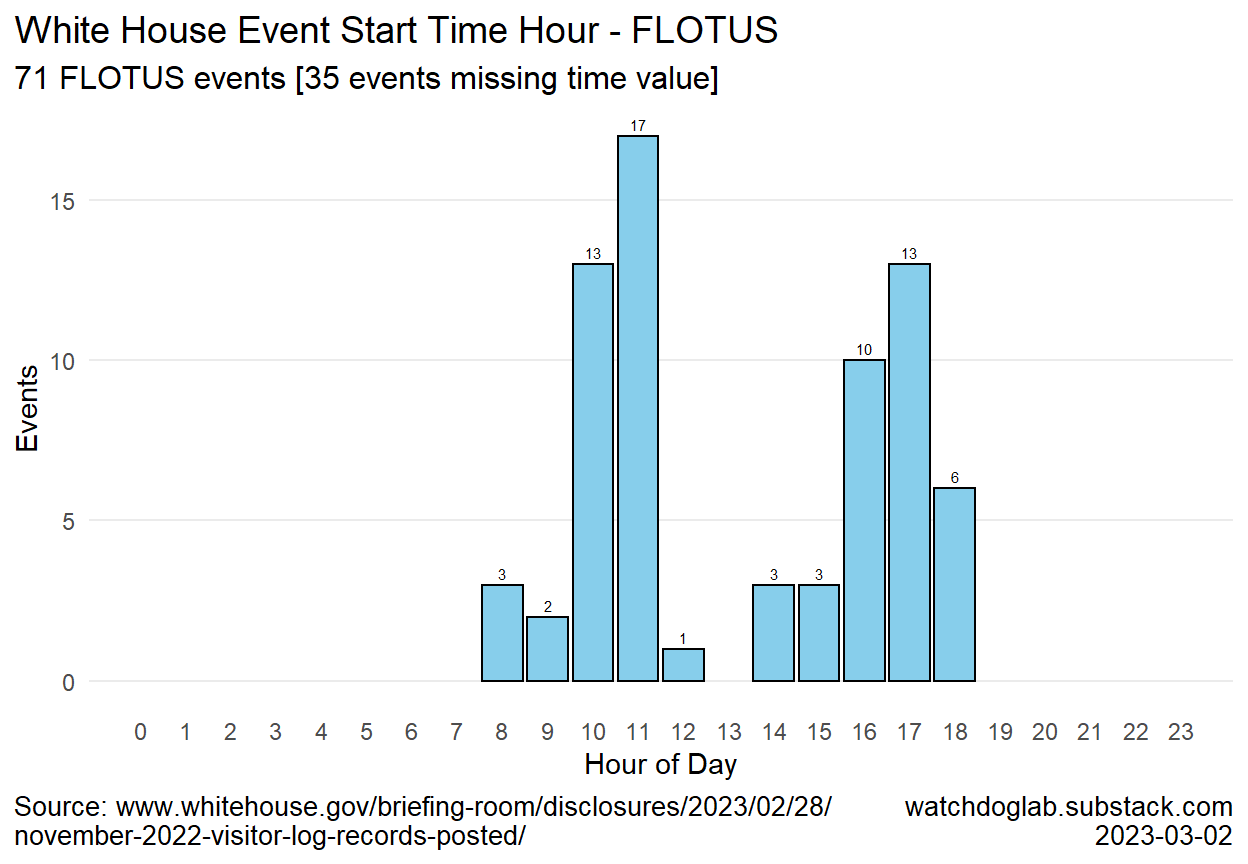 White House Event Start Time Hour - FLOTUS
71 FLOTUS events [35 events missing time value]
17
15
13
13
10
10
Events
6
5
3
3
3
2
1
0
0 1 2 3 4 5 6 7 8 9 10 11 12 13 14 15 16 17 18 19 20 21 22 23
Hour of Day
Source: www.whitehouse.gov/briefing-room/disclosures/2023/02/28/
november-2022-visitor-log-records-posted/
watchdoglab.substack.com
2023-03-02